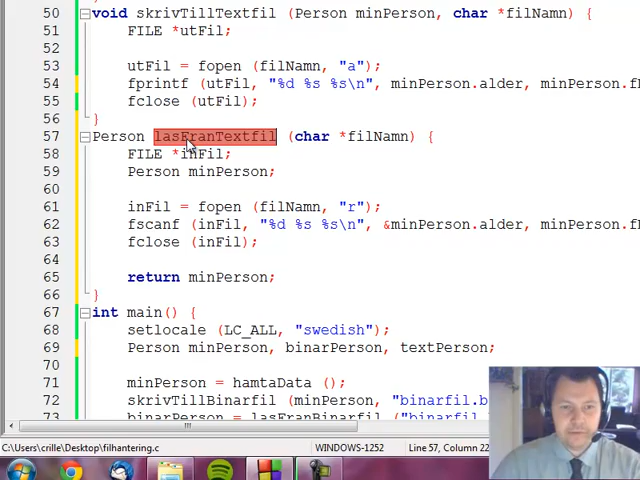 50 void skrivTillTextfil (Person minPerson, char *filNamn) {
51 FILE *utFil;
52
53 utFil = fopen (filNamn, "a");
54 fprintf (utFil, "%d %s %s\n", minPerson.alder, minPerson.f
55 fclose (utFil);
56 }
57 Person lasFranTextfil (char *filNamn) {
58 FILE *inFil;
59 Person minPerson;
60
61 inFil = fopen (filNamn, "r");
62 fscanf (inFil, "%d %s %s\n", &minPerson.alder, minPerson.f
63 fclose (inFil);
64
65 return minPerson;
66 }
67 int main() {
68 setlocale (LC_ALL, "swedish");
69 Person minPerson, binarPerson, textPerson;
70
71 minPerson = hamtaData ();
72 skrivTillBinarfil (minPerson, "binarfil.b
73 binarPerson = lasFranBinarfil ("binarfil.
C:\Users\crille\Desktop\filhantering.c WINDOWS-1252 Line 57, Column 22